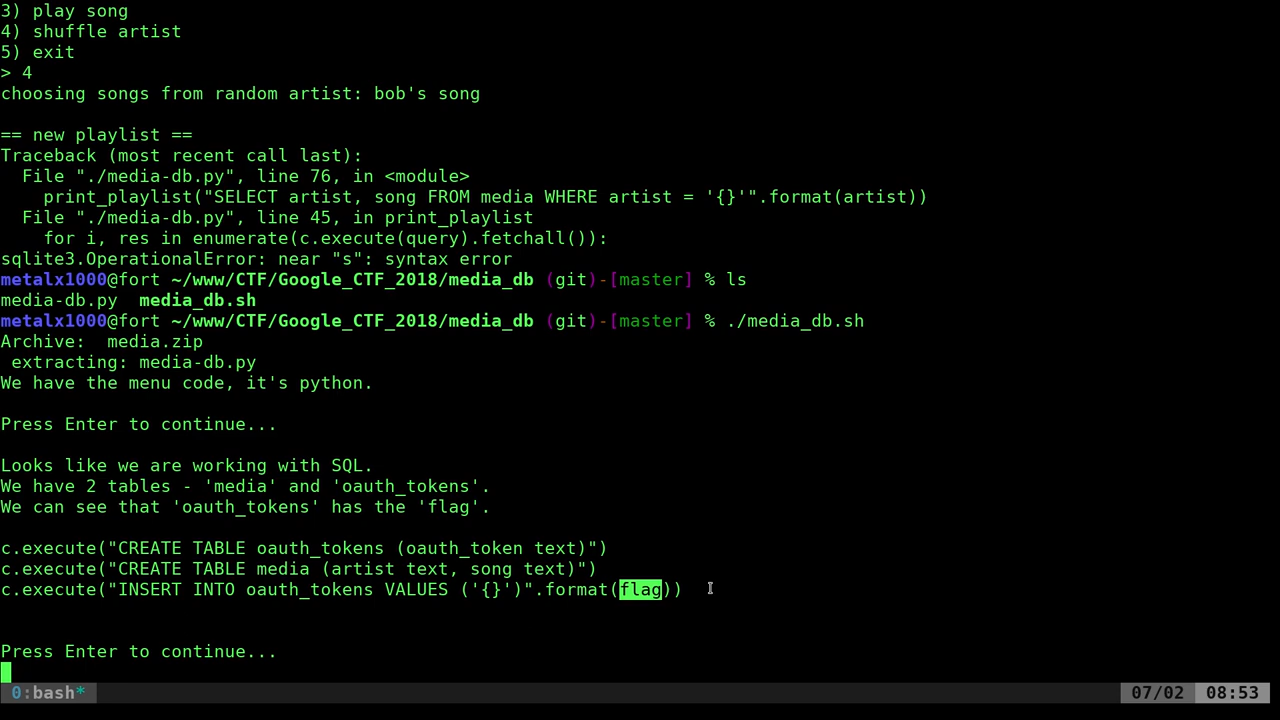 3) play song
4) shuffle artist
5) exit
> 4
choosing songs from random artist: bob's song
== new playlist ==
Traceback (most recent call last):
  File "./media-db.py", line 76, in <module>
    print_playlist("SELECT artist, song FROM media WHERE artist = '{}'".format(artist))
  File "./media-db.py", line 45, in print_playlist
    for i, res in enumerate(c.execute(query).fetchall()):
sqlite3.OperationalError: near "s": syntax error
metalx1000@fort ~/www/CTF/Google_CTF_2018/media_db (git)-[master] % ls
media-db.py  media_db.sh
metalx1000@fort ~/www/CTF/Google_CTF_2018/media_db (git)-[master] % ./media_db.sh
Archive:  media.zip
 extracting: media-db.py
We have the menu code, it's python.
Press Enter to continue...
Looks like we are working with SQL.
We have 2 tables - 'media' and 'oauth_tokens'.
We can see that 'oauth_tokens' has the 'flag'.
c.execute("CREATE TABLE oauth_tokens (oauth_token text)")
c.execute("CREATE TABLE media (artist text, song text)")
c.execute("INSERT INTO oauth_tokens VALUES ('{}')".format(flag))
Press Enter to continue...
0:bash* 07/02 08:53